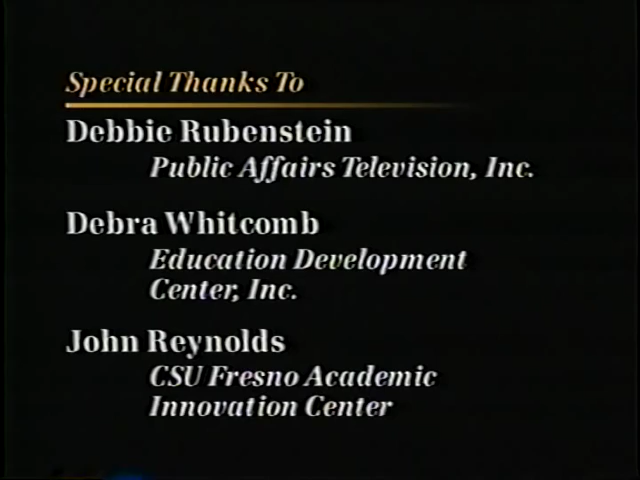 Special Thanks To
Debbie Rubenstein
Public Affairs Television, Inc.
Debra Whitcomb
Education Development
Center, Inc.
John Reynolds
CSU Fresno Academic
Innovation Center